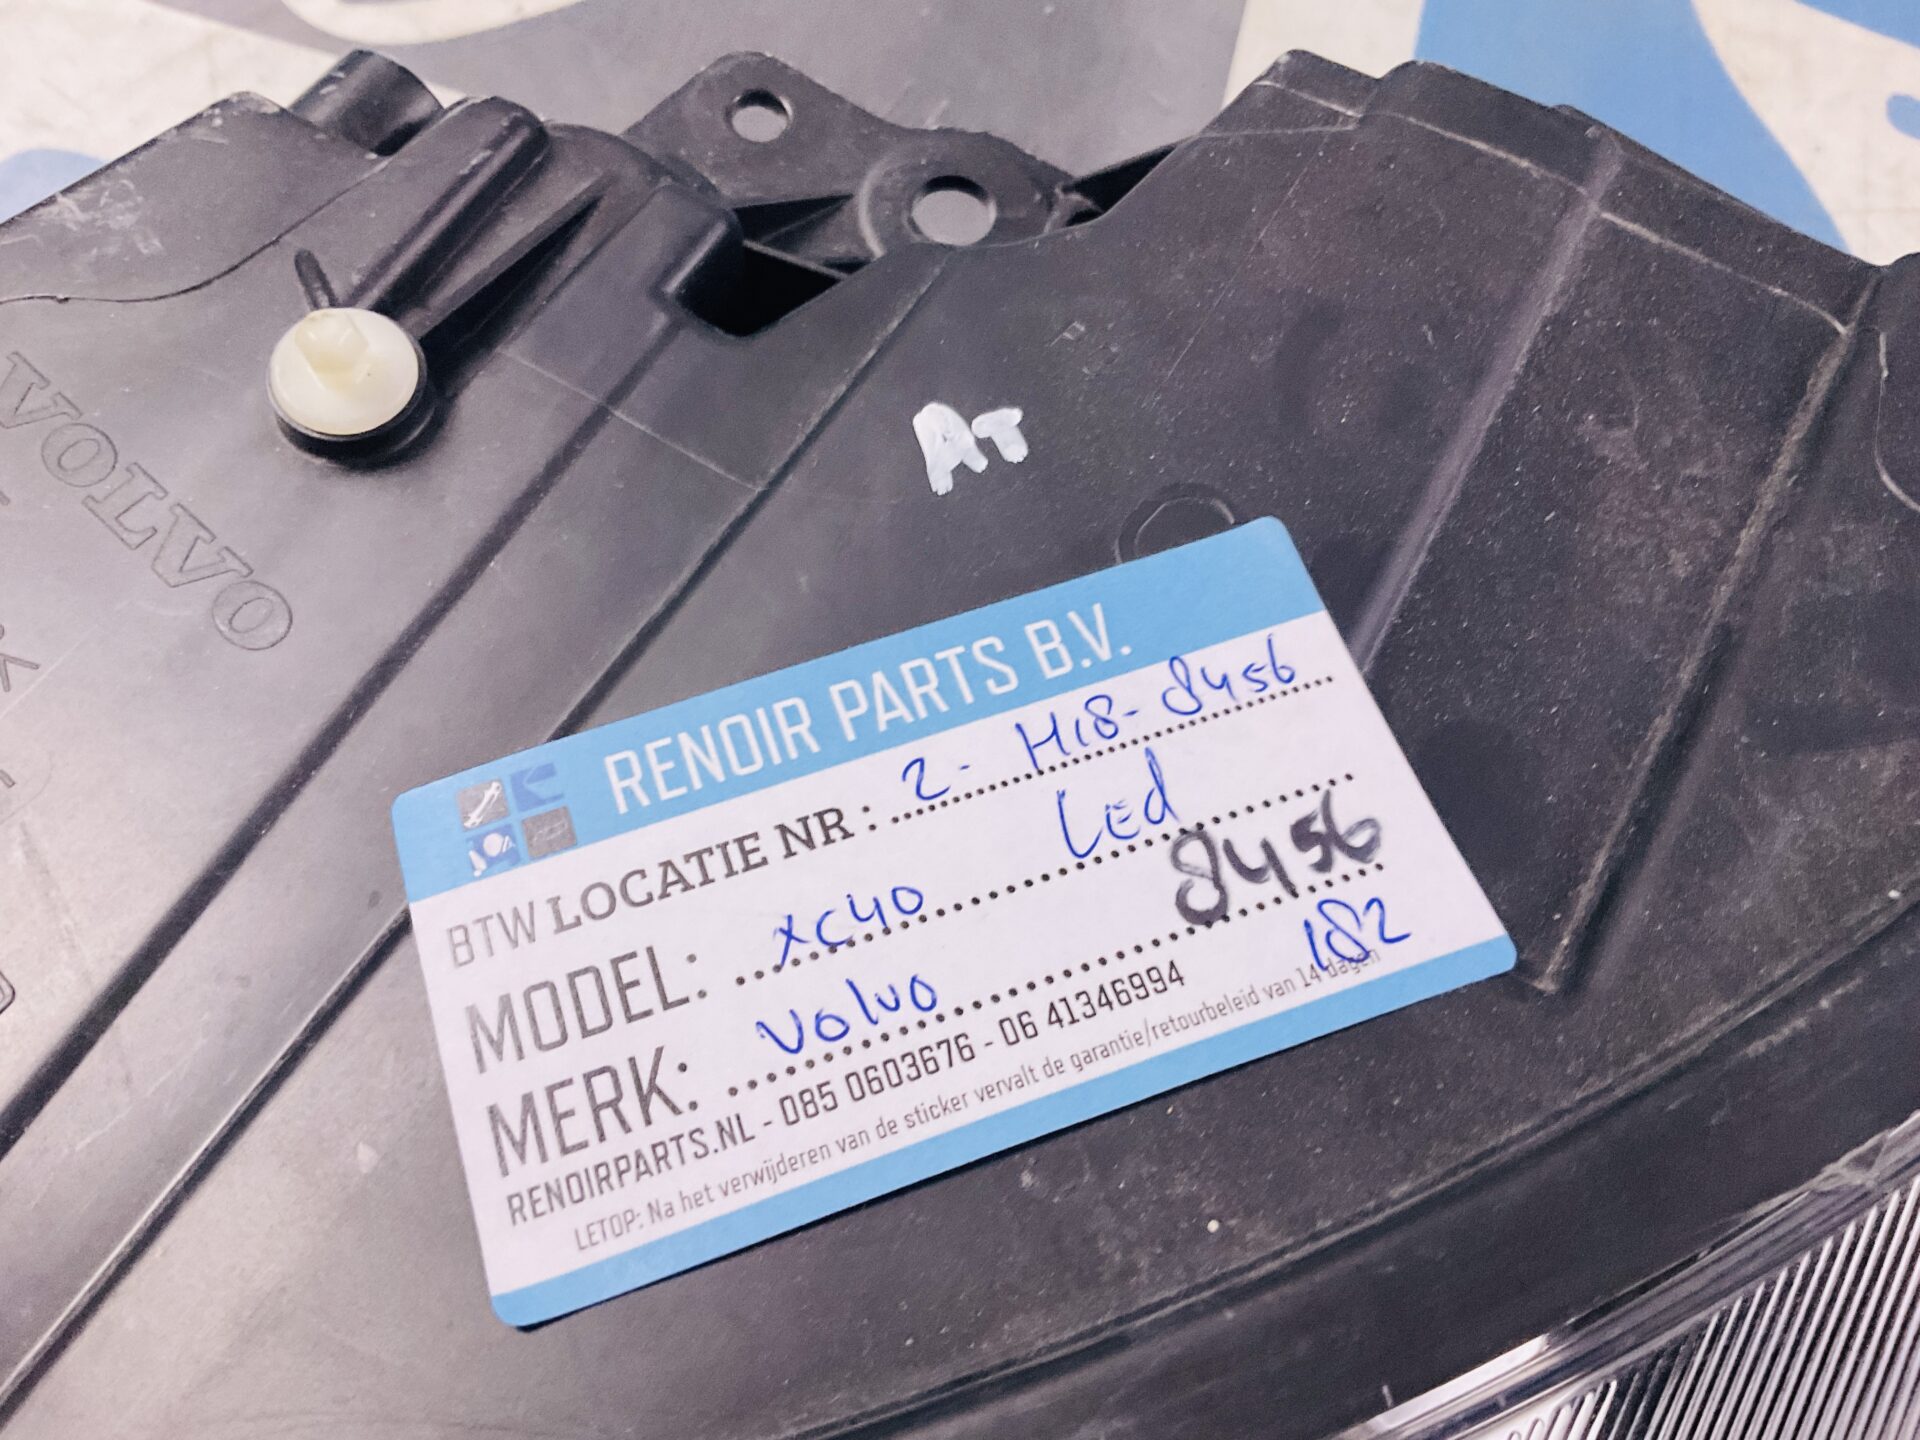 VOLVO
AT
RENOIR PARTS B.V.
BTW LOCATIE NR: 2- H18-8456
MODEL: XC40 LED
8456
MERK: Volvo 182
RENOIRPARTS.NL - 085 0603676 - 06 41346994
LETOP: Na het verwijderen van de sticker vervalt de garantie/retourbeleid van 14 dagen